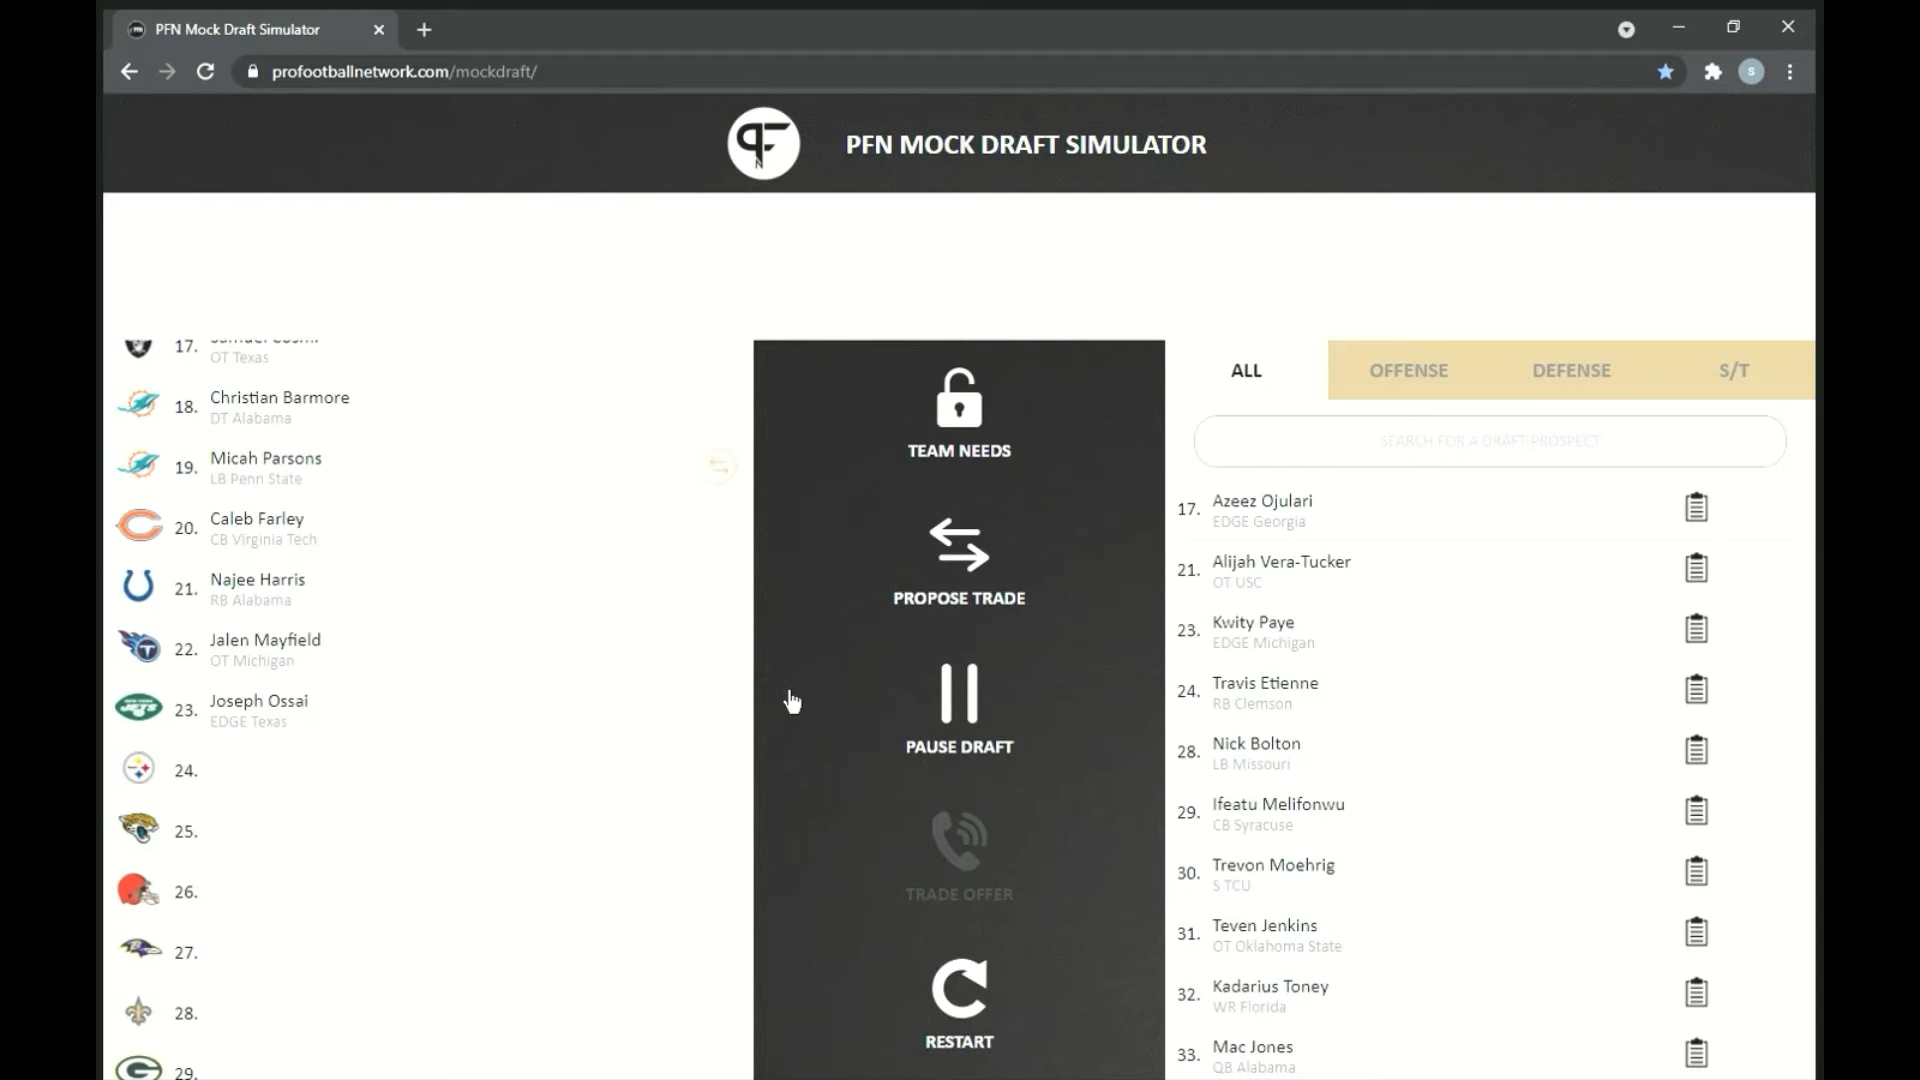 PFN Mock Draft Simulator
profootballnetwork.com/mockdraft/
S
PFN
PFN MOCK DRAFT SIMULATOR
17.
OT Texas
18. Christian Barmore
DT Alabama
19. Micah Parsons
LB Penn State
20. Caleb Farley
CB Virginia Tech
21. Najee Harris
RB Alabama
22. Jalen Mayfield
OT Michigan
23. Joseph Ossai
EDGE Texas
24.
25.
26.
27.
28.
29.
TEAM NEEDS
PROPOSE TRADE
PAUSE DRAFT
TRADE OFFER
RESTART
ALL OFFENSE DEFENSE S/T
SEARCH FOR A DRAFT PROSPECT
17. Azeez Ojulari
EDGE Georgia
21. Alijah Vera-Tucker
OT USC
23. Kwity Paye
EDGE Michigan
24. Travis Etienne
RB Clemson
28. Nick Bolton
LB Missouri
29. Ifeatu Melifonwu
CB Syracuse
30. Trevon Moehrig
S TCU
31. Teven Jenkins
OT Oklahoma State
32. Kadarius Toney
WR Florida
33. Mac Jones
QB Alabama